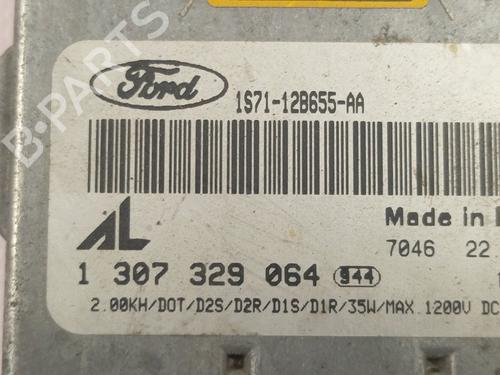 Ford
1S71-12B655-AA
Made in
AL
7046 22
1 307 329 064 944
2.00KH/DOT/D2S/D2R/D1S/D1R/35W/MAX.1200V DC
B-PARTS